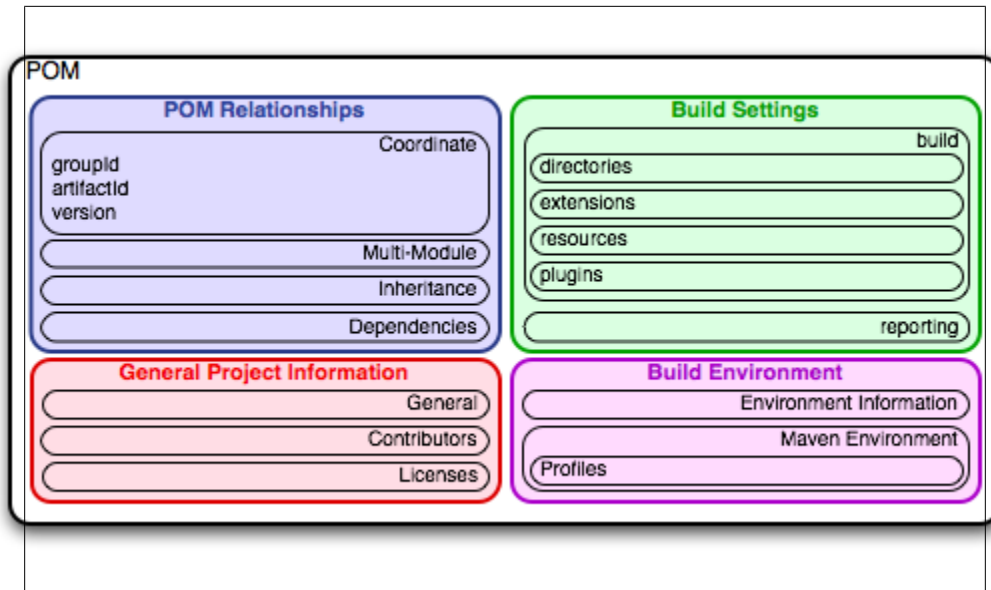 POM
POM Relationships
Coordinate
groupId
artifactId
version
Multi-Module
Inheritance
Dependencies
Build Settings
build
directories
extensions
resources
plugins
reporting
General Project Information
General
Contributors
Licenses
Build Environment
Environment Information
Maven Environment
Profiles